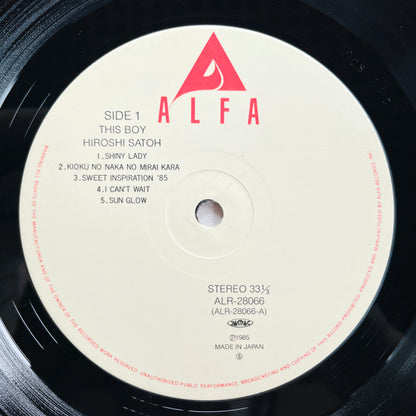 ALFA
SIDE 1
THIS BOY
HIROSHI SATOH
1. SHINY LADY
2. KIOKU NO NAKA NO MIRAI KARA
3. SWEET INSPIRATION '85
4. I CAN'T WAIT
5. SUN GLOW
STEREO 33⅓
ALR-28066
(ALR-28066-A)
Ⓟ1985
MADE IN JAPAN
Ⓢ
WARNING: ALL RIGHTS OF THE MANUFACTURER AND OF THE OWNER OF THE RECORDED WORK RESERVED. UNAUTHORIZED PUBLIC PERFORMANCE, BROADCASTING AND COPYING OF THIS RECORD PROHIBITED.
PRODUCED AND MANUFACTURED BY ALFA RECORDS, INC.